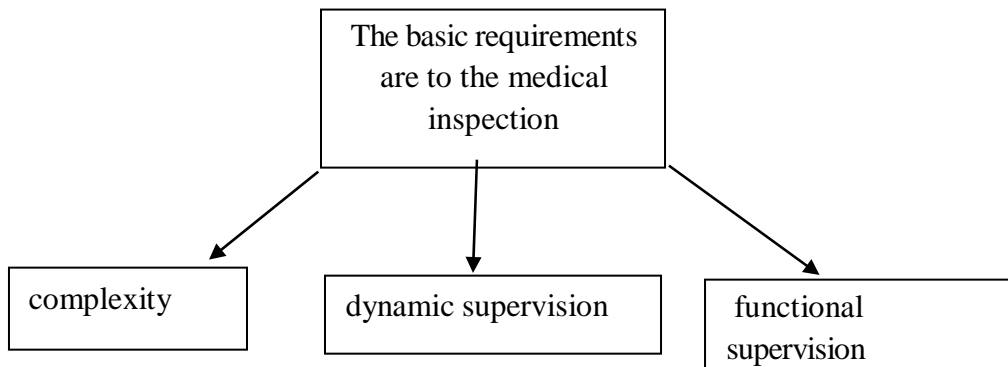 The basic requirements
are to the medical
inspection
complexity
dynamic supervision
functional
supervision